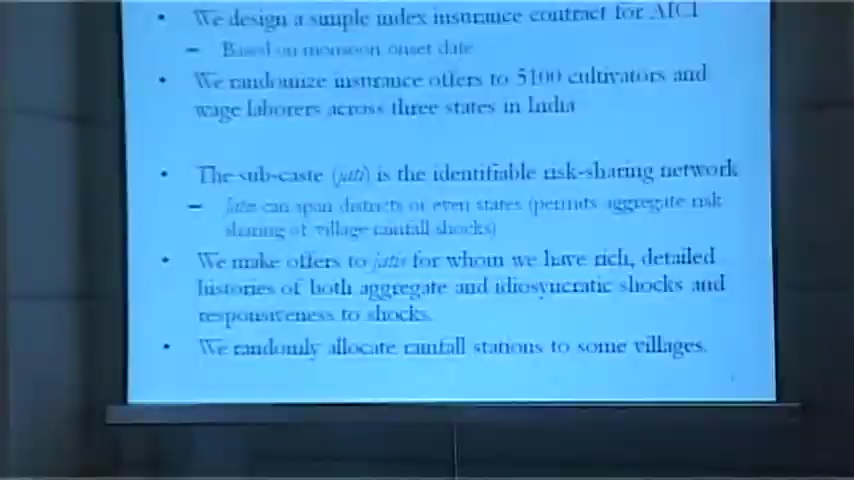 • We design a simple index insurance contract for AICI
– Based on monsoon onset date
• We randomize insurance offers to 5100 cultivators and
wage laborers across three states in India
• The sub-caste (jati) is the identifiable risk-sharing network
– Jatis can span districts or even states (permits aggregate risk
sharing of village rainfall shocks)
• We make offers to jatis for whom we have rich, detailed
histories of both aggregate and idiosyncratic shocks and
responsiveness to shocks.
• We randomly allocate rainfall stations to some villages.